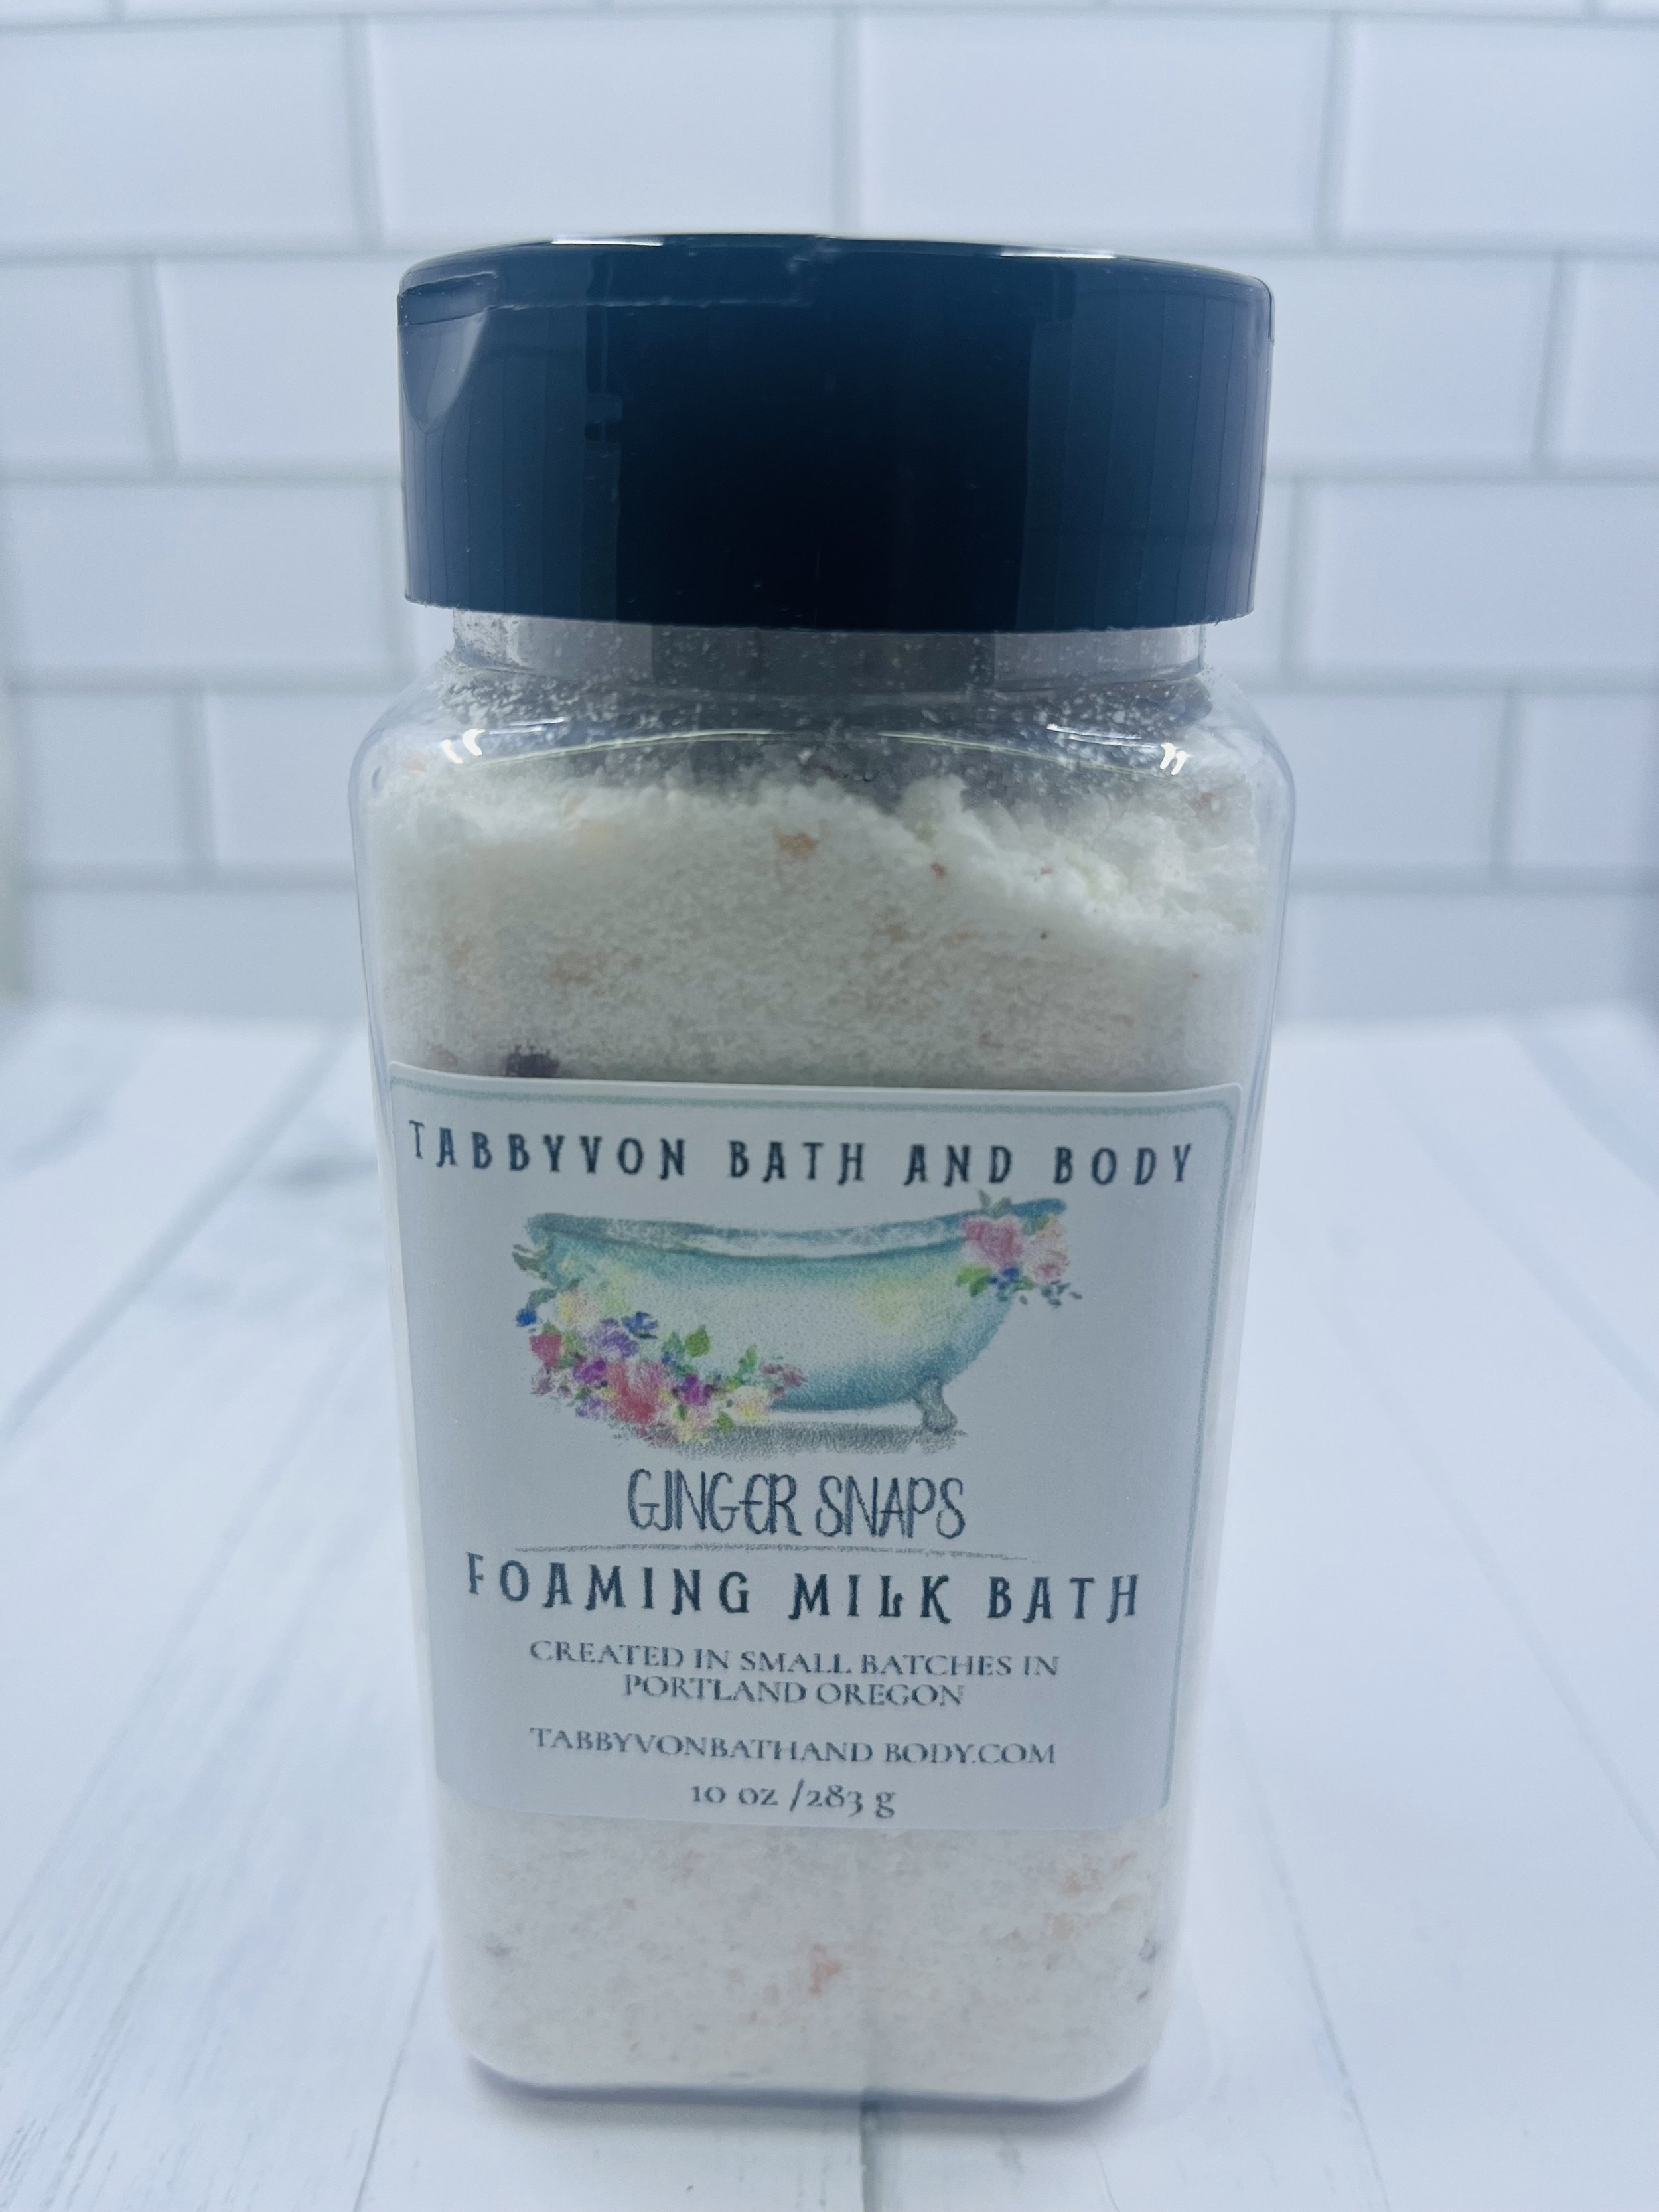 TABBYVON BATH AND BODY
GINGER SNAPS
FOAMING MILK BATH
CREATED IN SMALL BATCHES IN
PORTLAND OREGON
TABBYVONBATHAND BODY.COM
10 oz /283 g